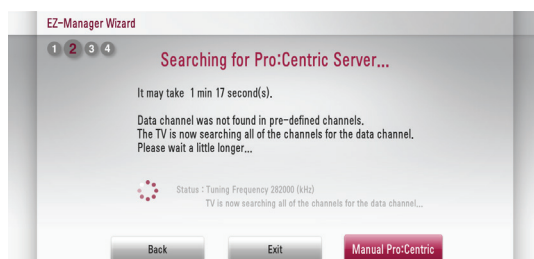 EZ-Manager Wizard
1 2 3 4
Searching for Pro:Centric Server...
It may take 1 min 17 second(s).
Data channel was not found in pre-defined channels.
The TV is now searching all of the channels for the data channel.
Please wait a little longer...
Status : Tuning Frequency 282000 (kHz)
TV is now searching all of the channels for the data channel...
Back Exit Manual Pro:Centric